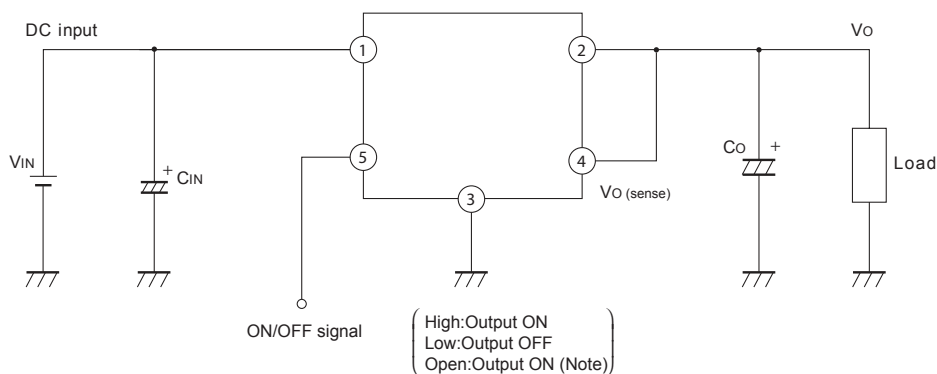 DC input
VO
1
2
VIN
+
CIN
5
4
CO
+
Load
VO (sense)
3
ON/OFF signal
High:Output ON
Low:Output OFF
Open:Output ON (Note)